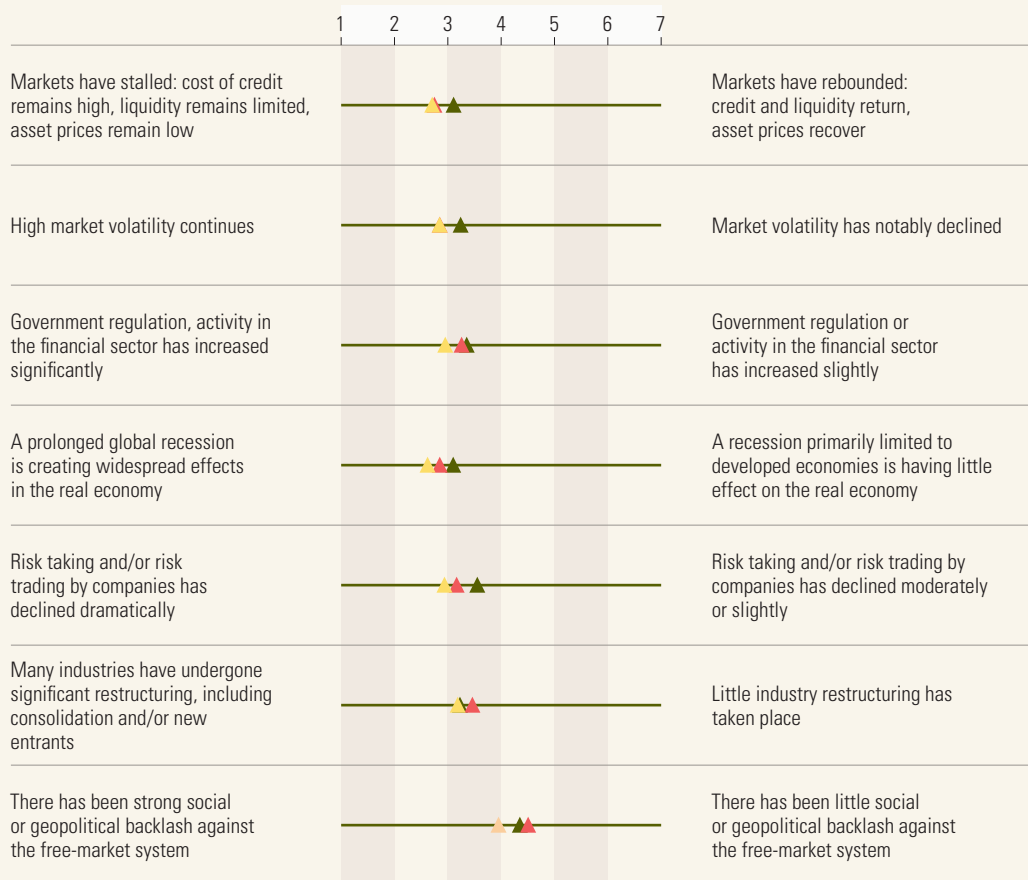 1 2 3 4 5 6 7
Markets have stalled: cost of credit
remains high, liquidity remains limited,
asset prices remain low
Markets have rebounded:
credit and liquidity return,
asset prices recover
High market volatility continues
Market volatility has notably declined
Government regulation, activity in
the financial sector has increased
significantly
Government regulation or
activity in the financial sector
has increased slightly
A prolonged global recession
is creating widespread effects
in the real economy
A recession primarily limited to
developed economies is having little
effect on the real economy
Risk taking and/or risk
trading by companies has
declined dramatically
Risk taking and/or risk trading by
companies has declined moderately
or slightly
Many industries have undergone
significant restructuring, including
consolidation and/or new
entrants
Little industry restructuring has
taken place
There has been strong social
or geopolitical backlash against
the free-market system
There has been little social
or geopolitical backlash against
the free-market system